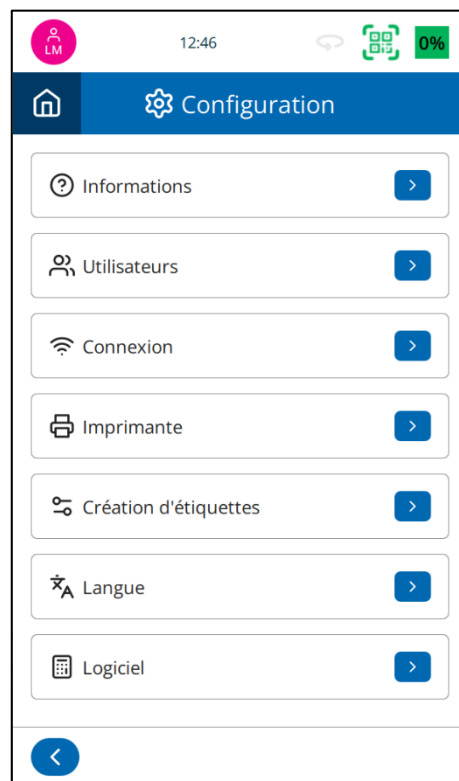 LM
12:46
0%
Configuration
Informations
Utilisateurs
Connexion
Imprimante
Création d'étiquettes
Langue
Logiciel